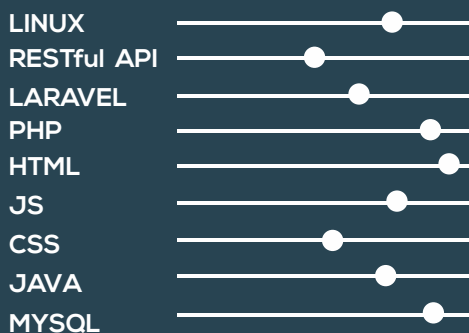 LINUX
RESTful API
LARAVEL
PHP
HTML
JS
CSS
JAVA
MYSQL